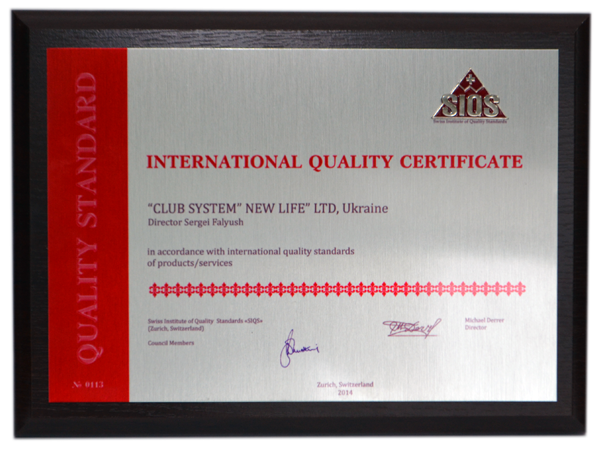 QUALITY STANDARD
№ 0113
SIQS
Swiss Institute of Quality Standards
INTERNATIONAL QUALITY CERTIFICATE
“CLUB SYSTEM” NEW LIFE” LTD, Ukraine
Director Sergei Falyush
in accordance with international quality standards
of products/services
Swiss Institute of Quality Standards «SIQS»
(Zurich, Switzerland)
Council Members
Michael Dezver
Director
Zurich, Switzerland
2014